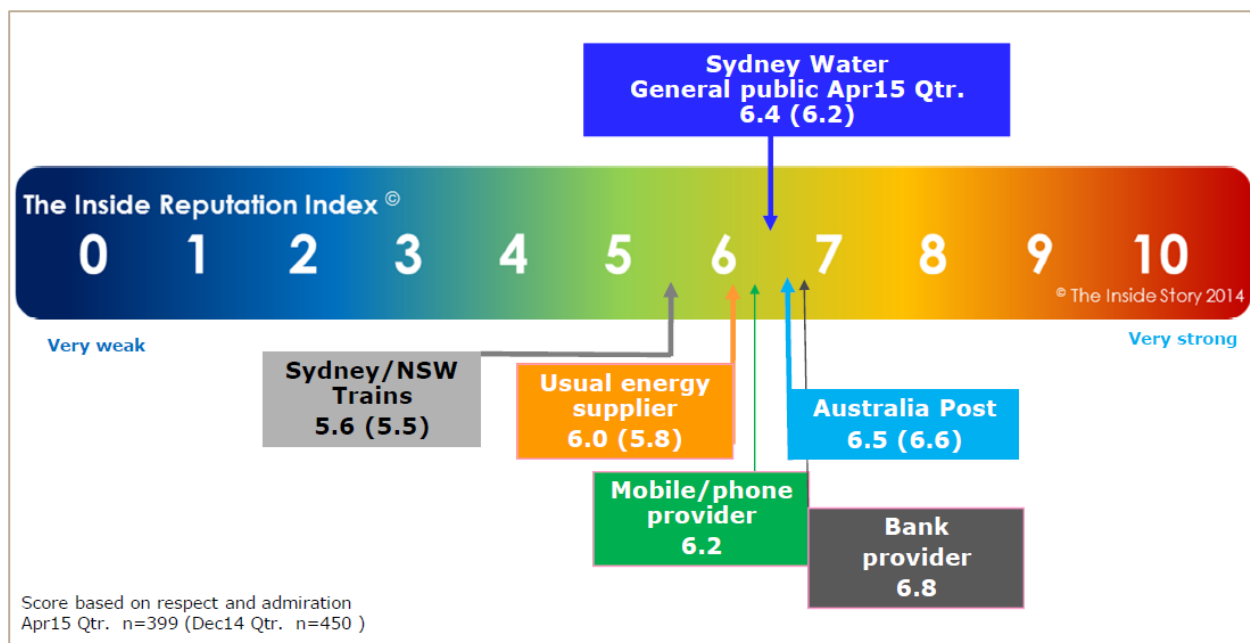 Sydney Water
General public Apr15 Qtr.
6.4 (6.2)
The Inside Reputation Index ©
0 1 2 3 4 5 6 7 8 9 10
© The Inside Story 2014
Very weak
Very strong
Sydney/NSW
Trains
5.6 (5.5)
Usual energy
supplier
6.0 (5.8)
Australia Post
6.5 (6.6)
Mobile/phone
provider
6.2
Bank
provider
6.8
Score based on respect and admiration
Apr15 Qtr.  n=399 (Dec14 Qtr.  n=450 )